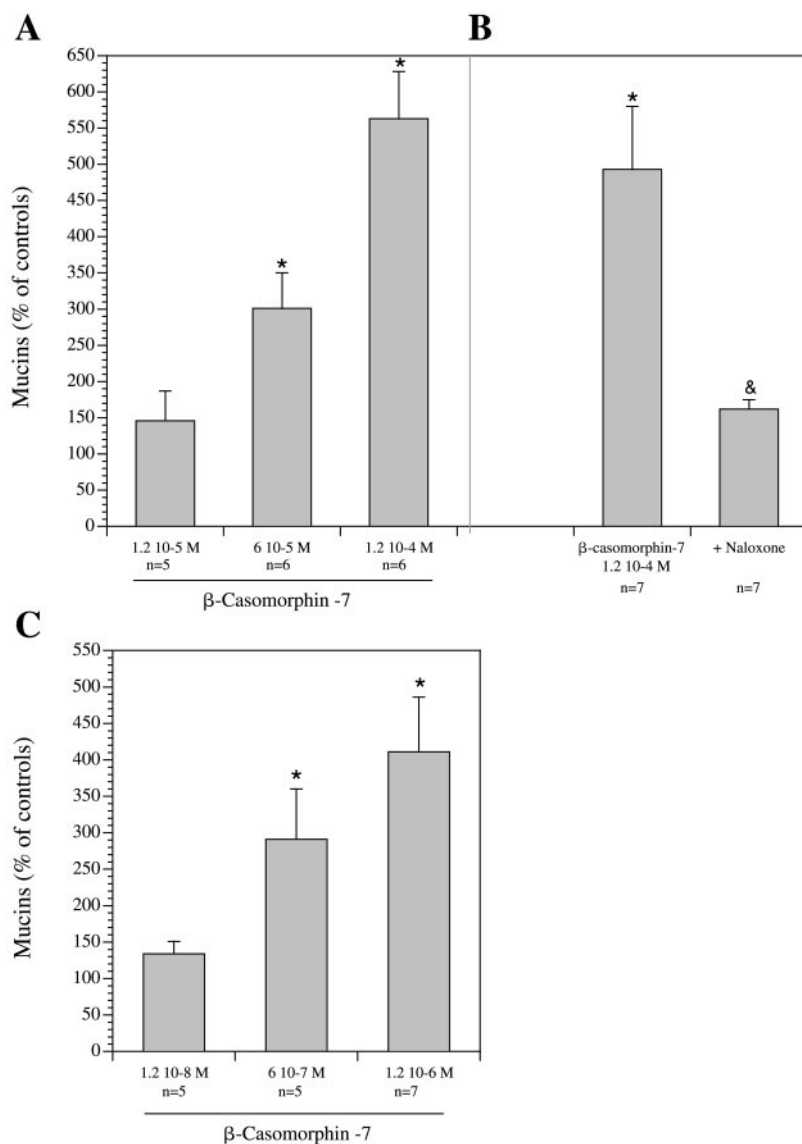 A
B
Mucins (% of controls)
650
600
550
500
450
400
350
300
250
200
150
100
50
0
*
*
*
&
1.2 10-5 M
n=5
6 10-5 M
n=6
1.2 10-4 M
n=6
β-Casomorphin -7
β-casomorphin-7
1.2 10-4 M
n=7
+ Naloxone
n=7
C
Mucins (% of controls)
550
500
450
400
350
300
250
200
150
100
50
0
*
*
1.2 10-8 M
n=5
6 10-7 M
n=5
1.2 10-6 M
n=7
β-Casomorphin -7